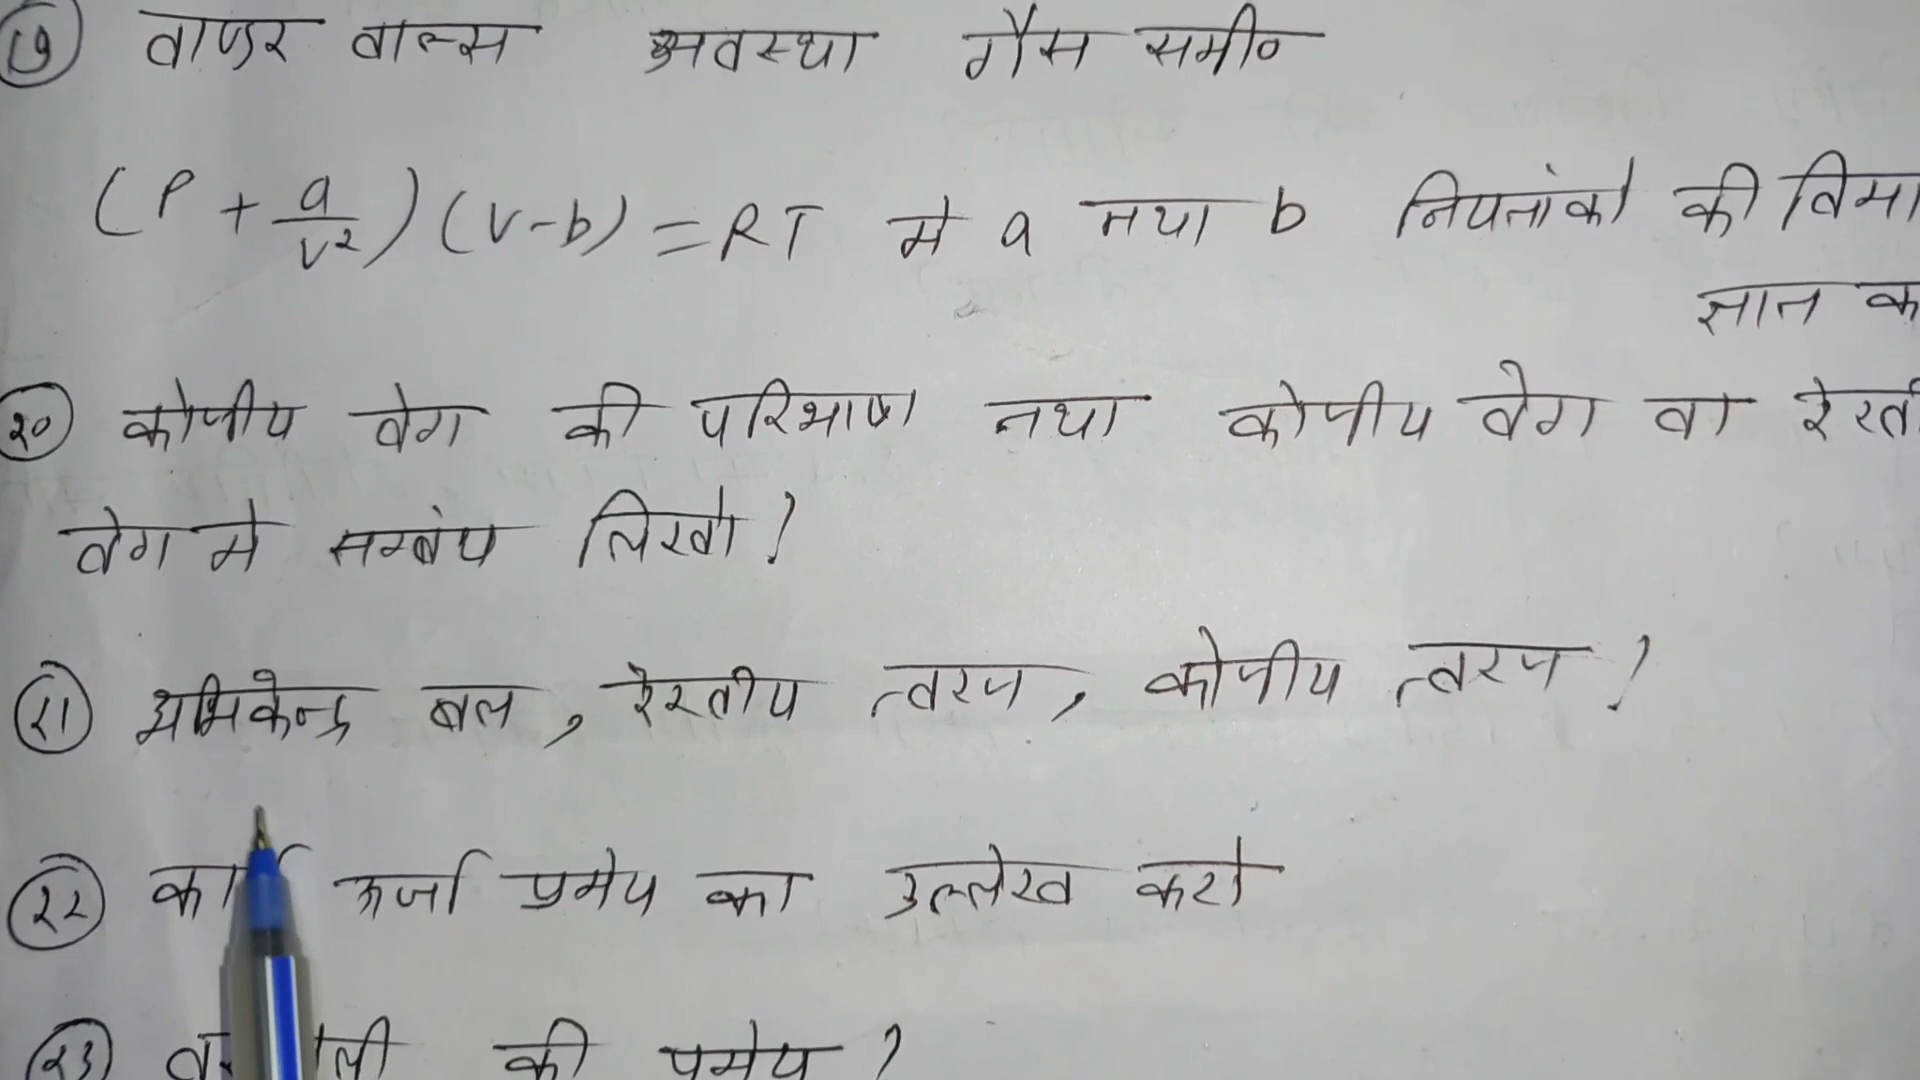 19 वाण्डर वाल्स अवस्था गैस समी०
(P + a/v²) (v-b) = RT मे a तथा b नियतांको की विमा
ज्ञात क
20 कोणीय वेग की परिभाषा तथा कोणीय वेग वा रेखी
वेग मे सम्बंध लिखो?
21 अभिकेन्द्र बल, रेखीय त्वरण, कोणीय त्वरण?
22 ऊर्जा प्रमेय का उल्लेख करो
23 की प्रमेय?